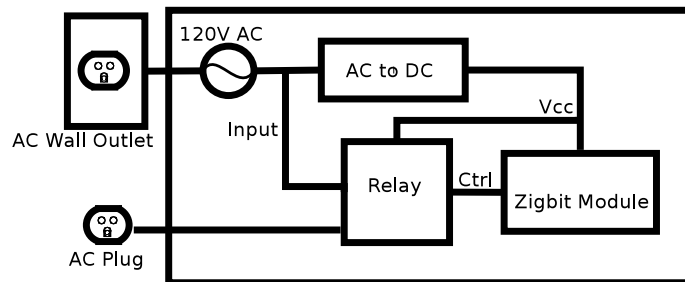 120V AC
AC to DC
Vcc
AC Wall Outlet
Input
Relay
Ctrl
Zigbit Module
AC Plug